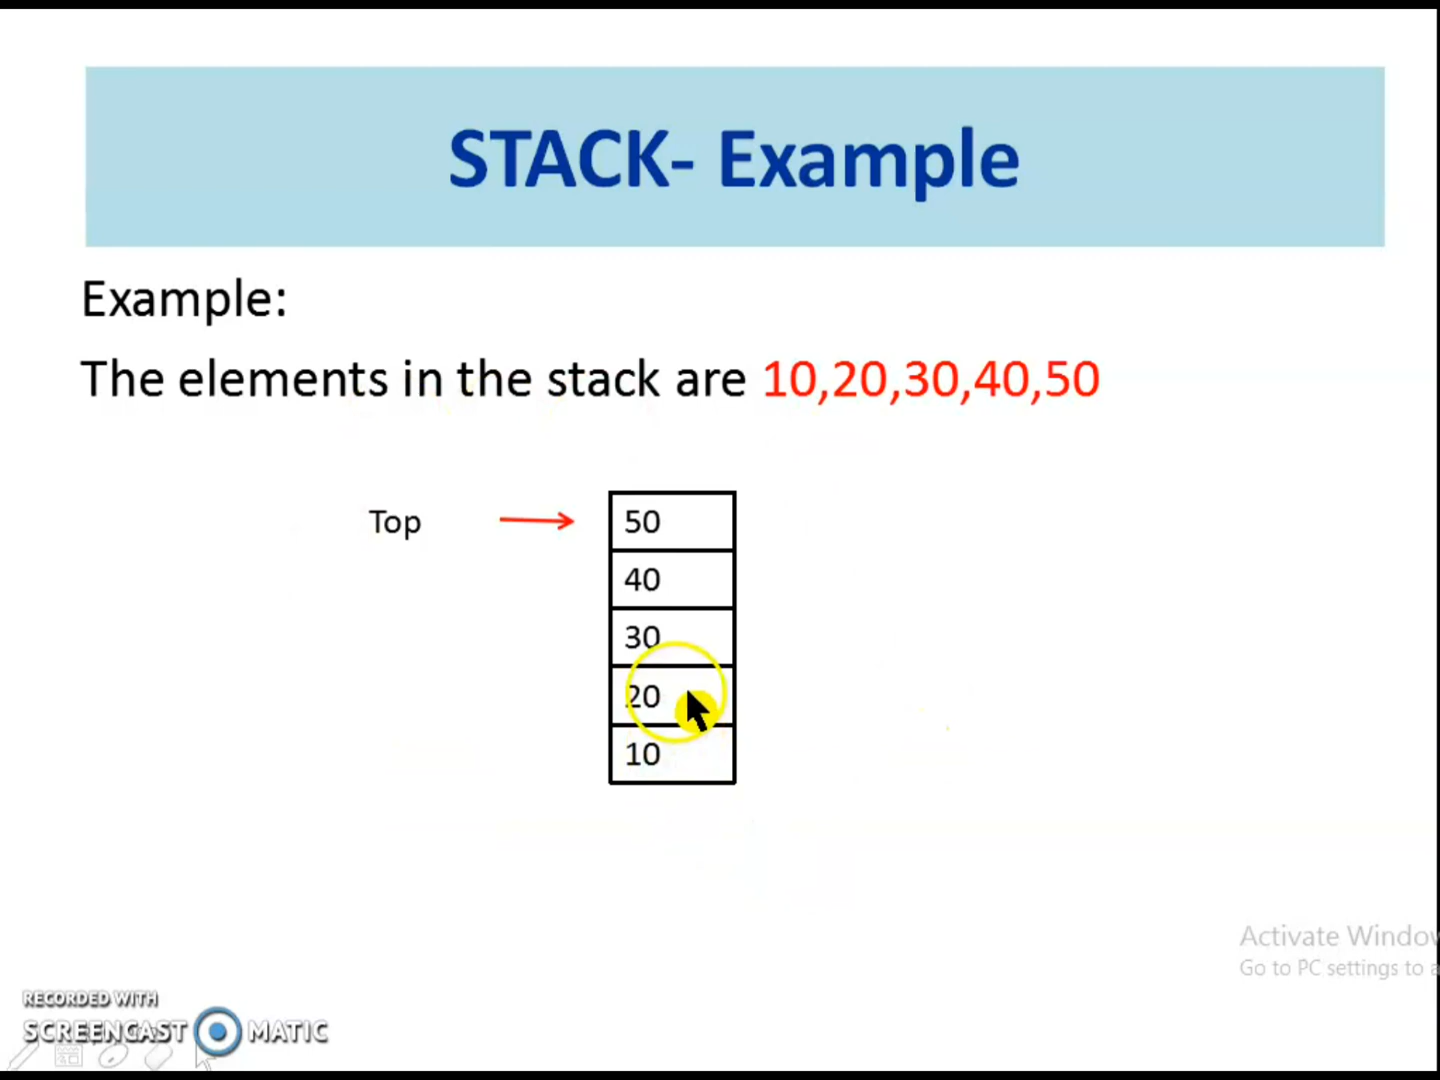 STACK- Example
Example:
The elements in the stack are 10,20,30,40,50
Top
50
40
30
20
10
Activate Windo
Go to PC settings to a
RECORDED WITH
SCREENCAST MATIC